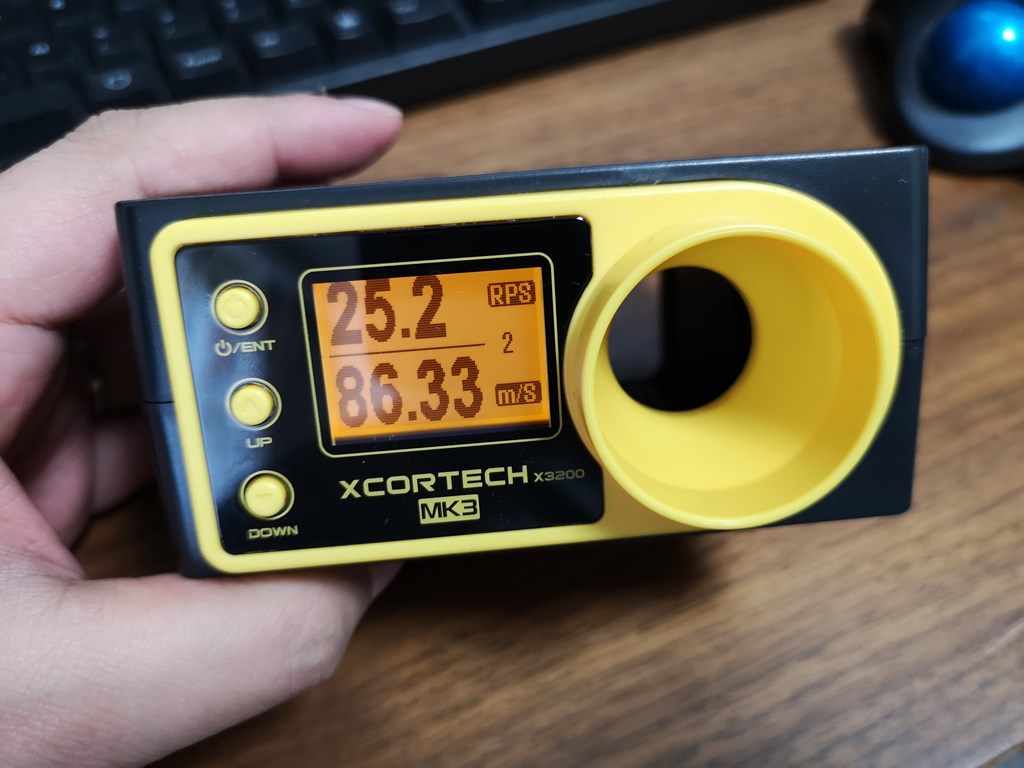 25.2 RPS
2
86.33 m/S
⏻/ENT
UP
DOWN
XCORTECH X3200
MK3